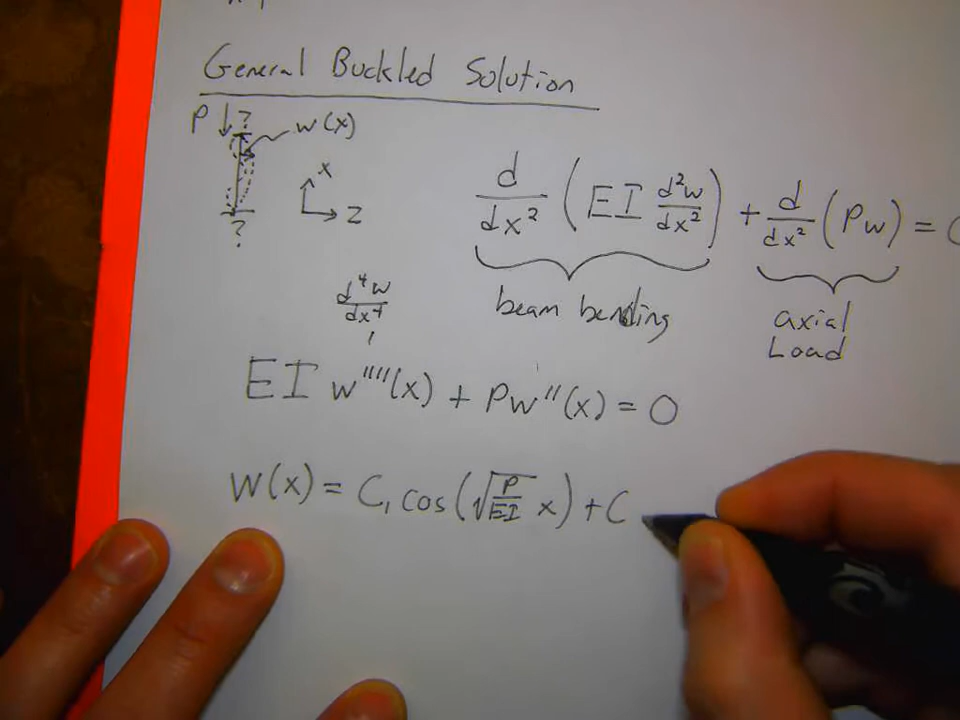 General Buckled Solution
P ↓ ? w(x)
x
z
?
d/dx² (EI d²w/dx²) + d/dx² (Pw) =
beam bending
axial
Load
d⁴w/dx⁴
EI w''''(x) + Pw''(x) = 0
W(x) = C₁ cos(√(P/EI) x) + C